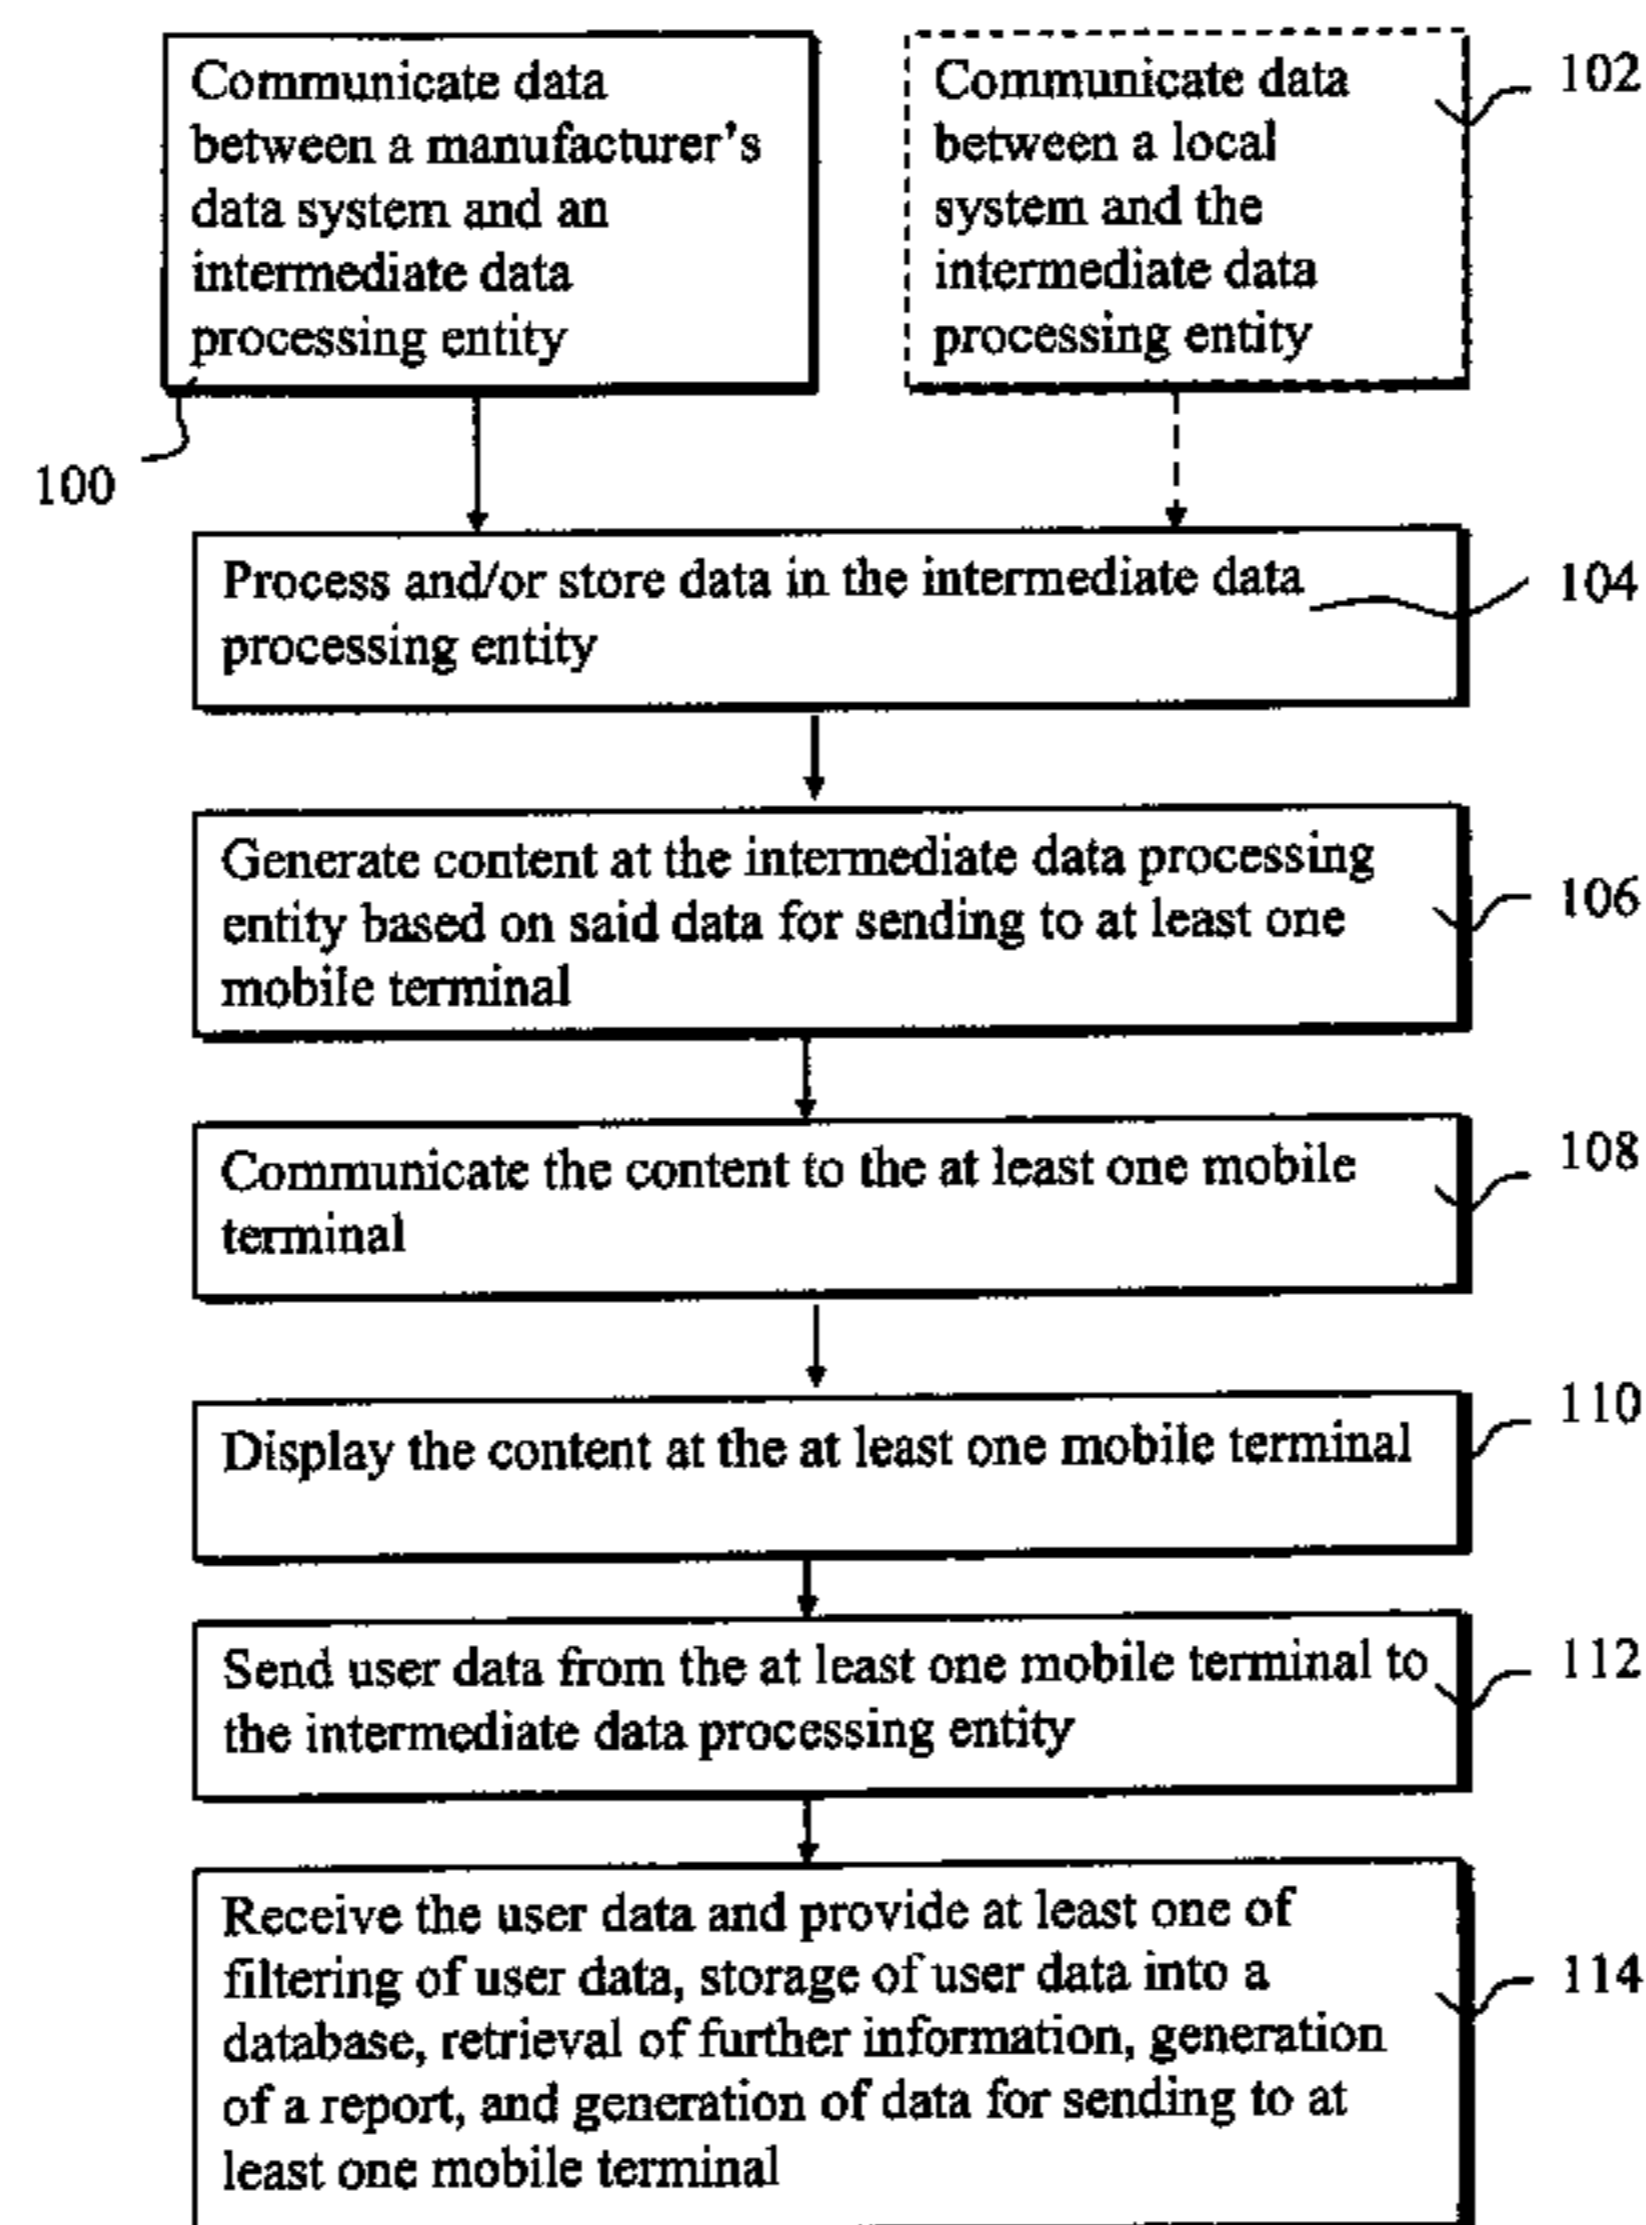 Communicate data
between a manufacturer's
data system and an
intermediate data
processing entity
100
Communicate data
between a local
system and the
intermediate data
processing entity
102
Process and/or store data in the intermediate data
processing entity
104
Generate content at the intermediate data processing
entity based on said data for sending to at least one
mobile terminal
106
Communicate the content to the at least one mobile
terminal
108
Display the content at the at least one mobile terminal
110
Send user data from the at least one mobile terminal to
the intermediate data processing entity
112
Receive the user data and provide at least one of
filtering of user data, storage of user data into a
database, retrieval of further information, generation
of a report, and generation of data for sending to at
least one mobile terminal
114